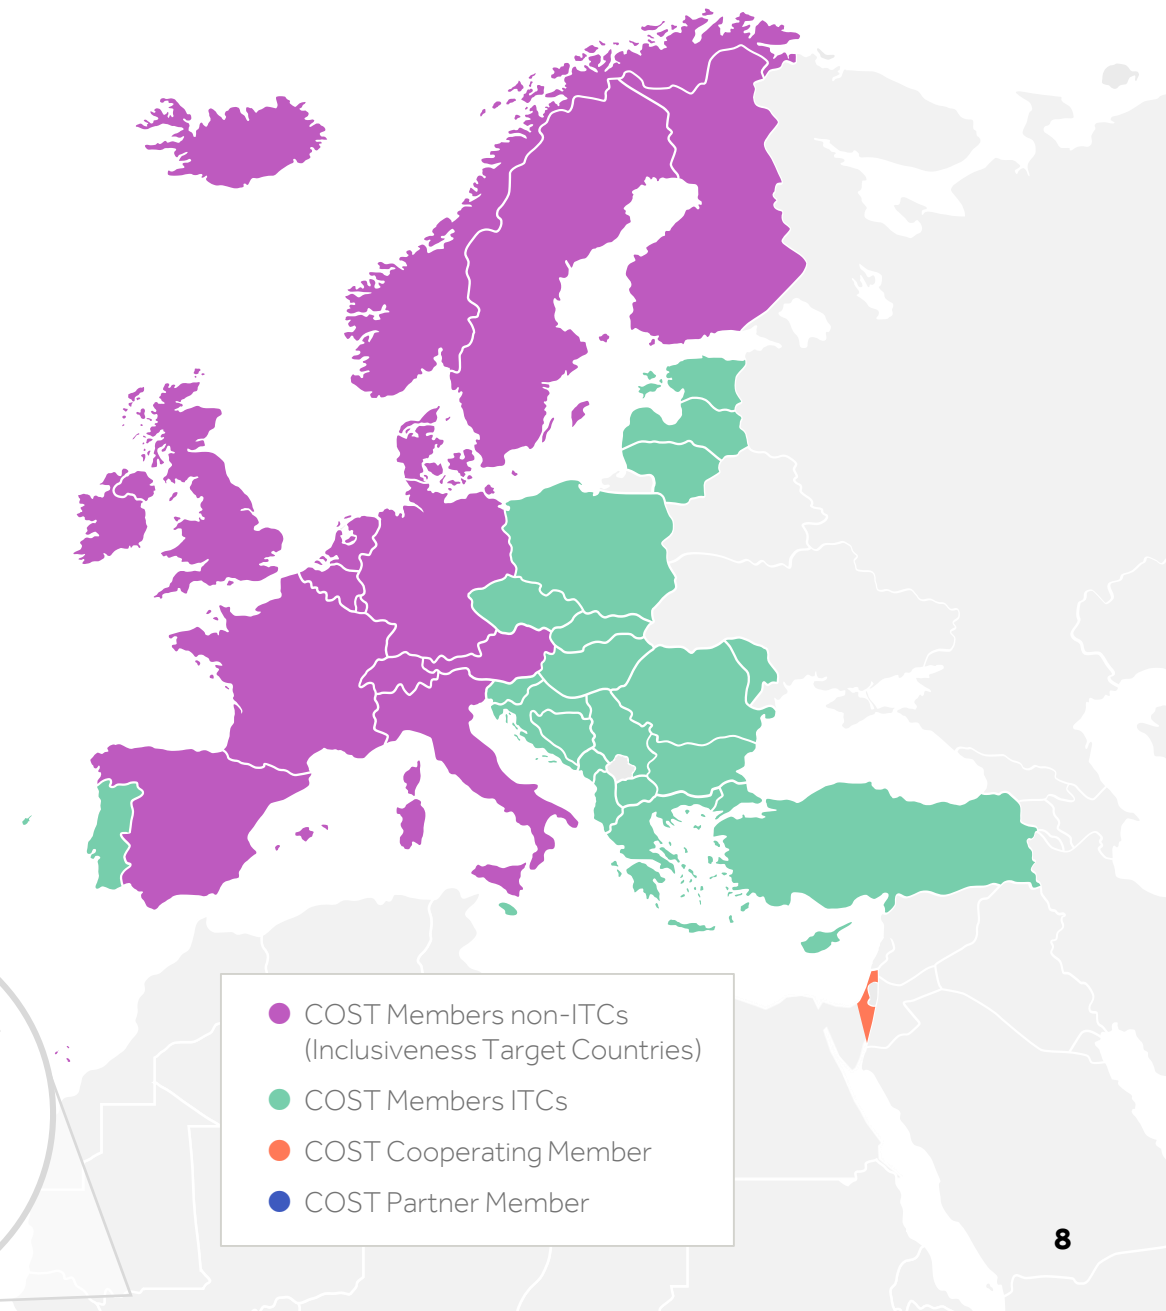 COST Members non-ITCs
(Inclusiveness Target Countries)
COST Members ITCs
COST Cooperating Member
COST Partner Member
8